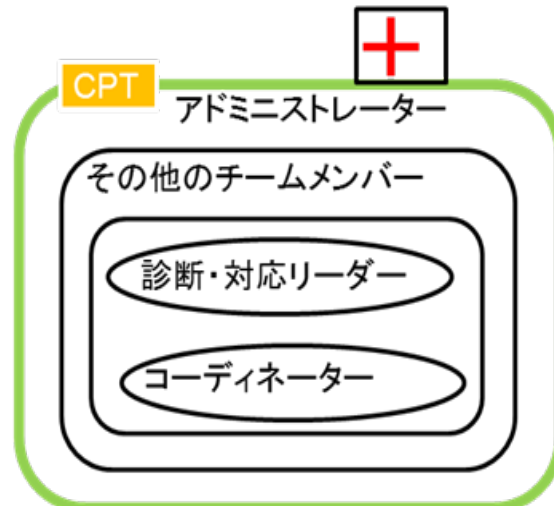 CPT
アドミニストレーター
その他のチームメンバー
診断・対応リーダー
コーディネーター